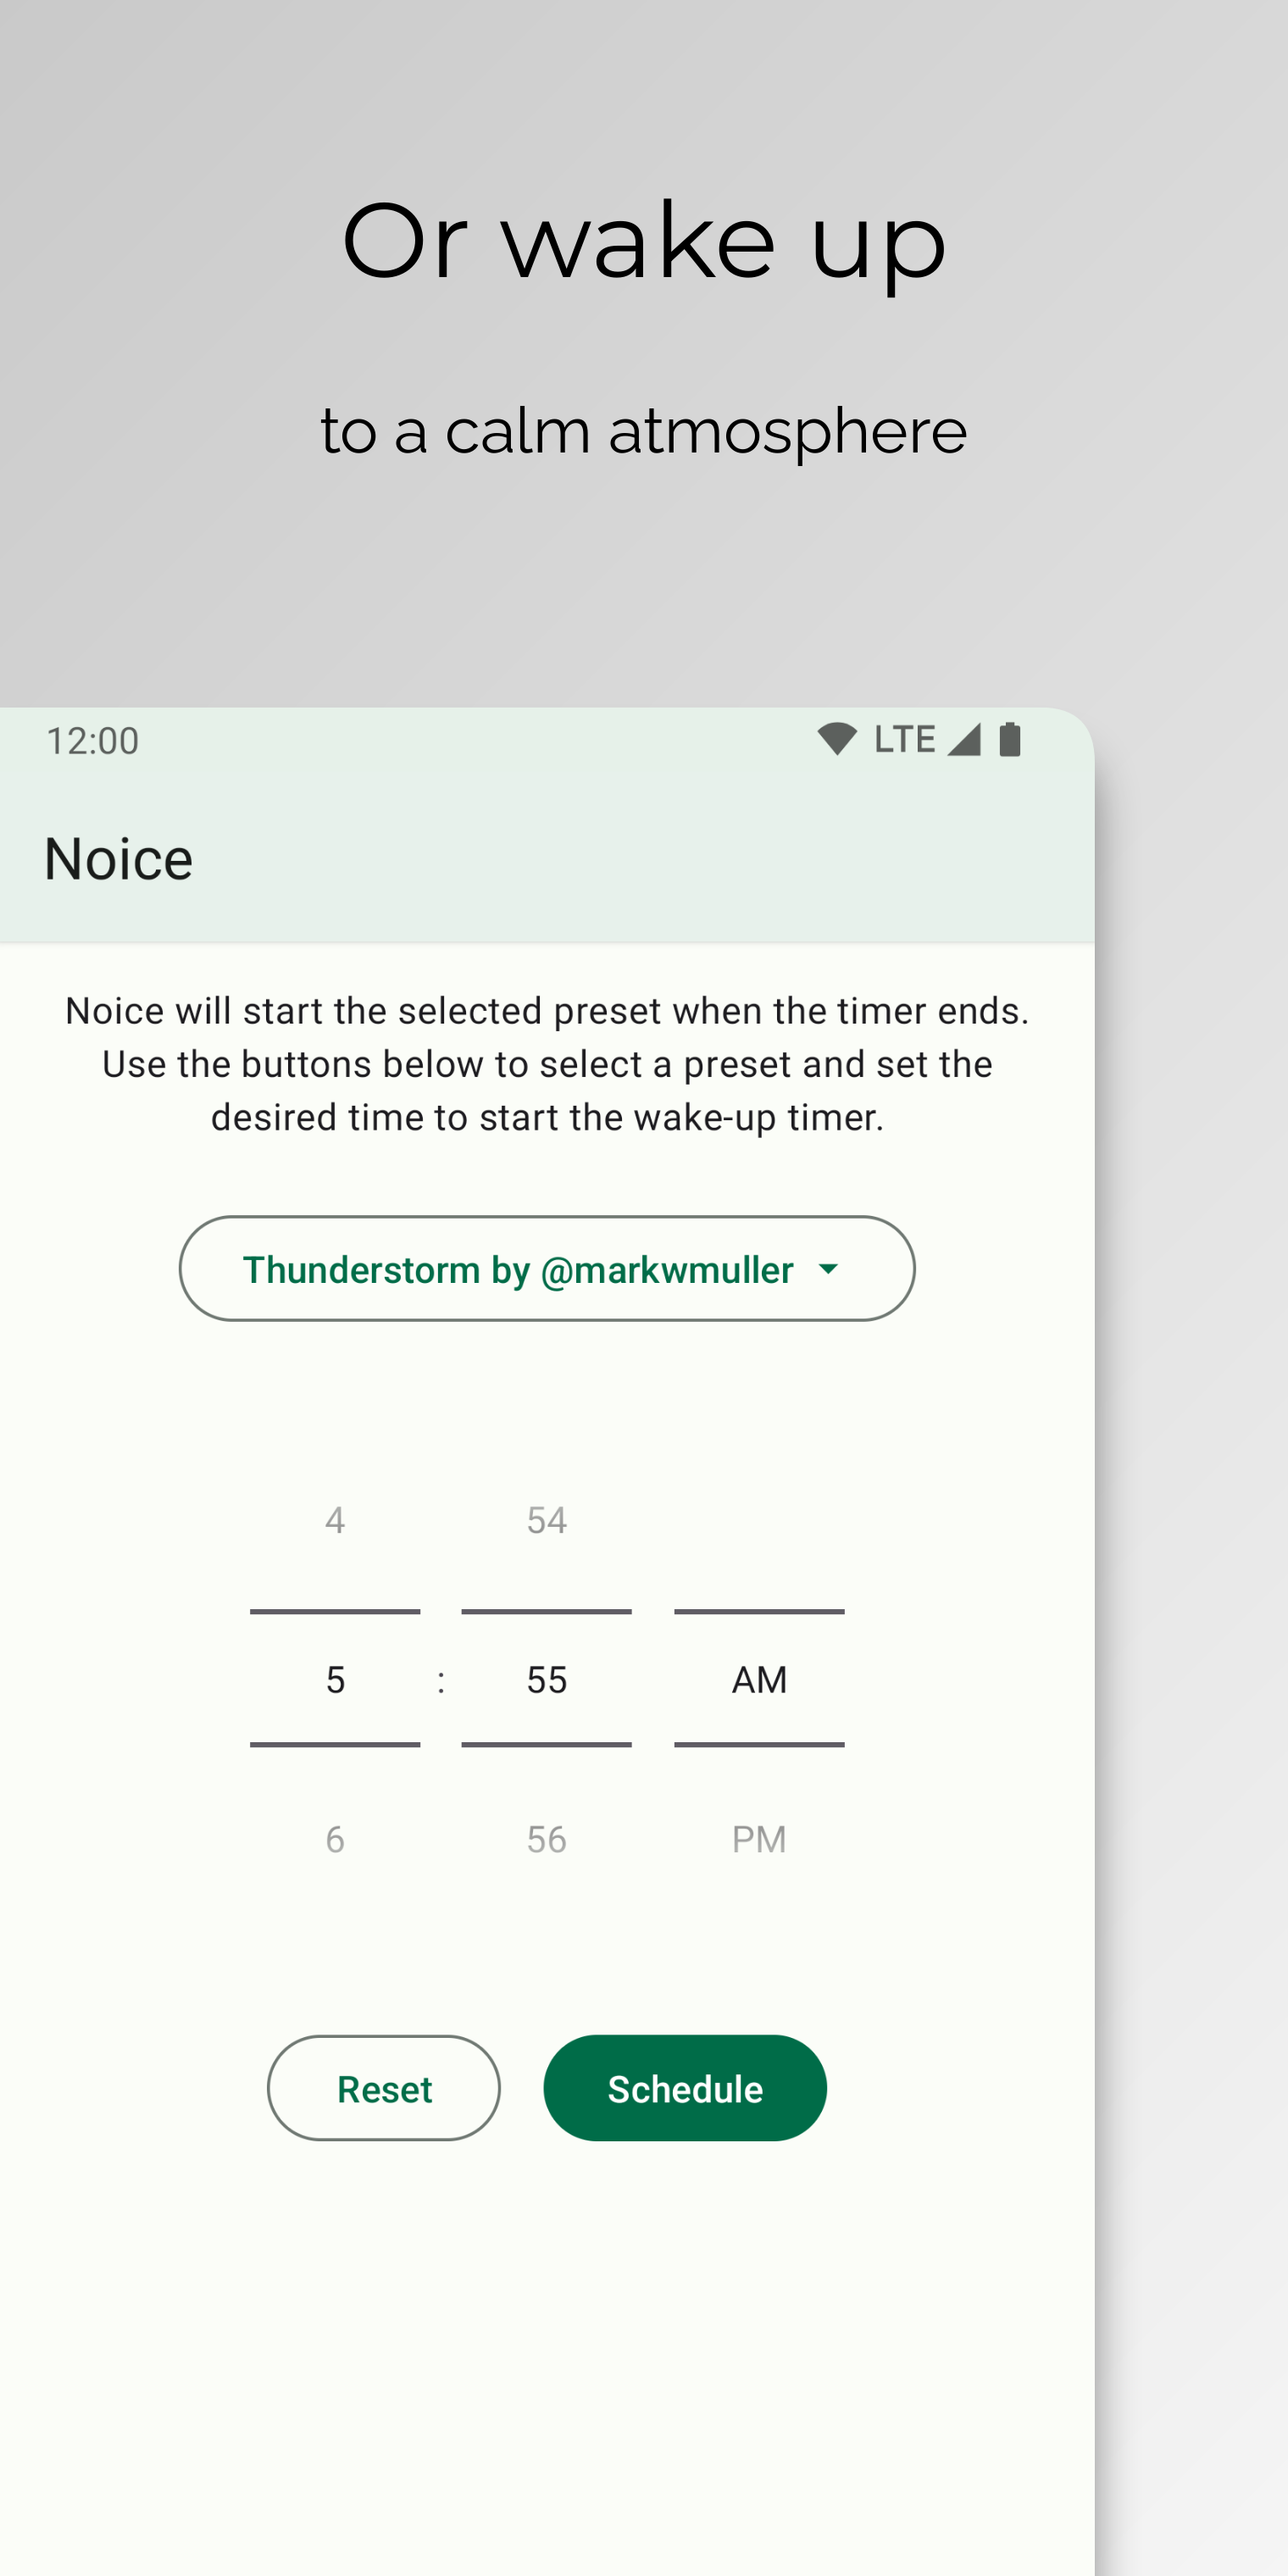 Or wake up
to a calm atmosphere
12:00 LTE
Noice
Noice will start the selected preset when the timer ends.
Use the buttons below to select a preset and set the
desired time to start the wake-up timer.
Thunderstorm by @markwmuller
4 54
5 : 55 AM
6 56 PM
Reset Schedule